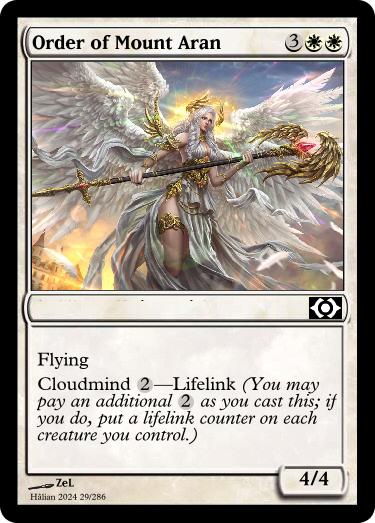 Order of Mount Aran 3
Flying
Cloudmind 2—Lifelink (You may
pay an additional 2 as you cast this; if
you do, put a lifelink counter on each
creature you control.)
4/4
ZeL
Hálian 2024 29/286